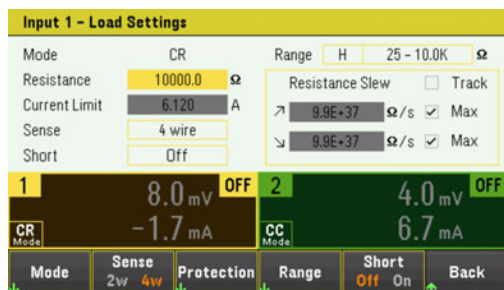 Input 1 - Load Settings
Mode CR Range H 25 - 10.0K Ω
Resistance 10000.0 Ω Resistance Slew Track
Current Limit 6.120 A 9.9E+37 Ω/s Max
Sense 4 wire 9.9E+37 Ω/s Max
Short Off
1 8.0 mV OFF 2 4.0 mV
CR Mode -1.7 mA CC Mode 6.7 mA OFF
Mode Sense 2w 4w Protection Range Short Off On Back